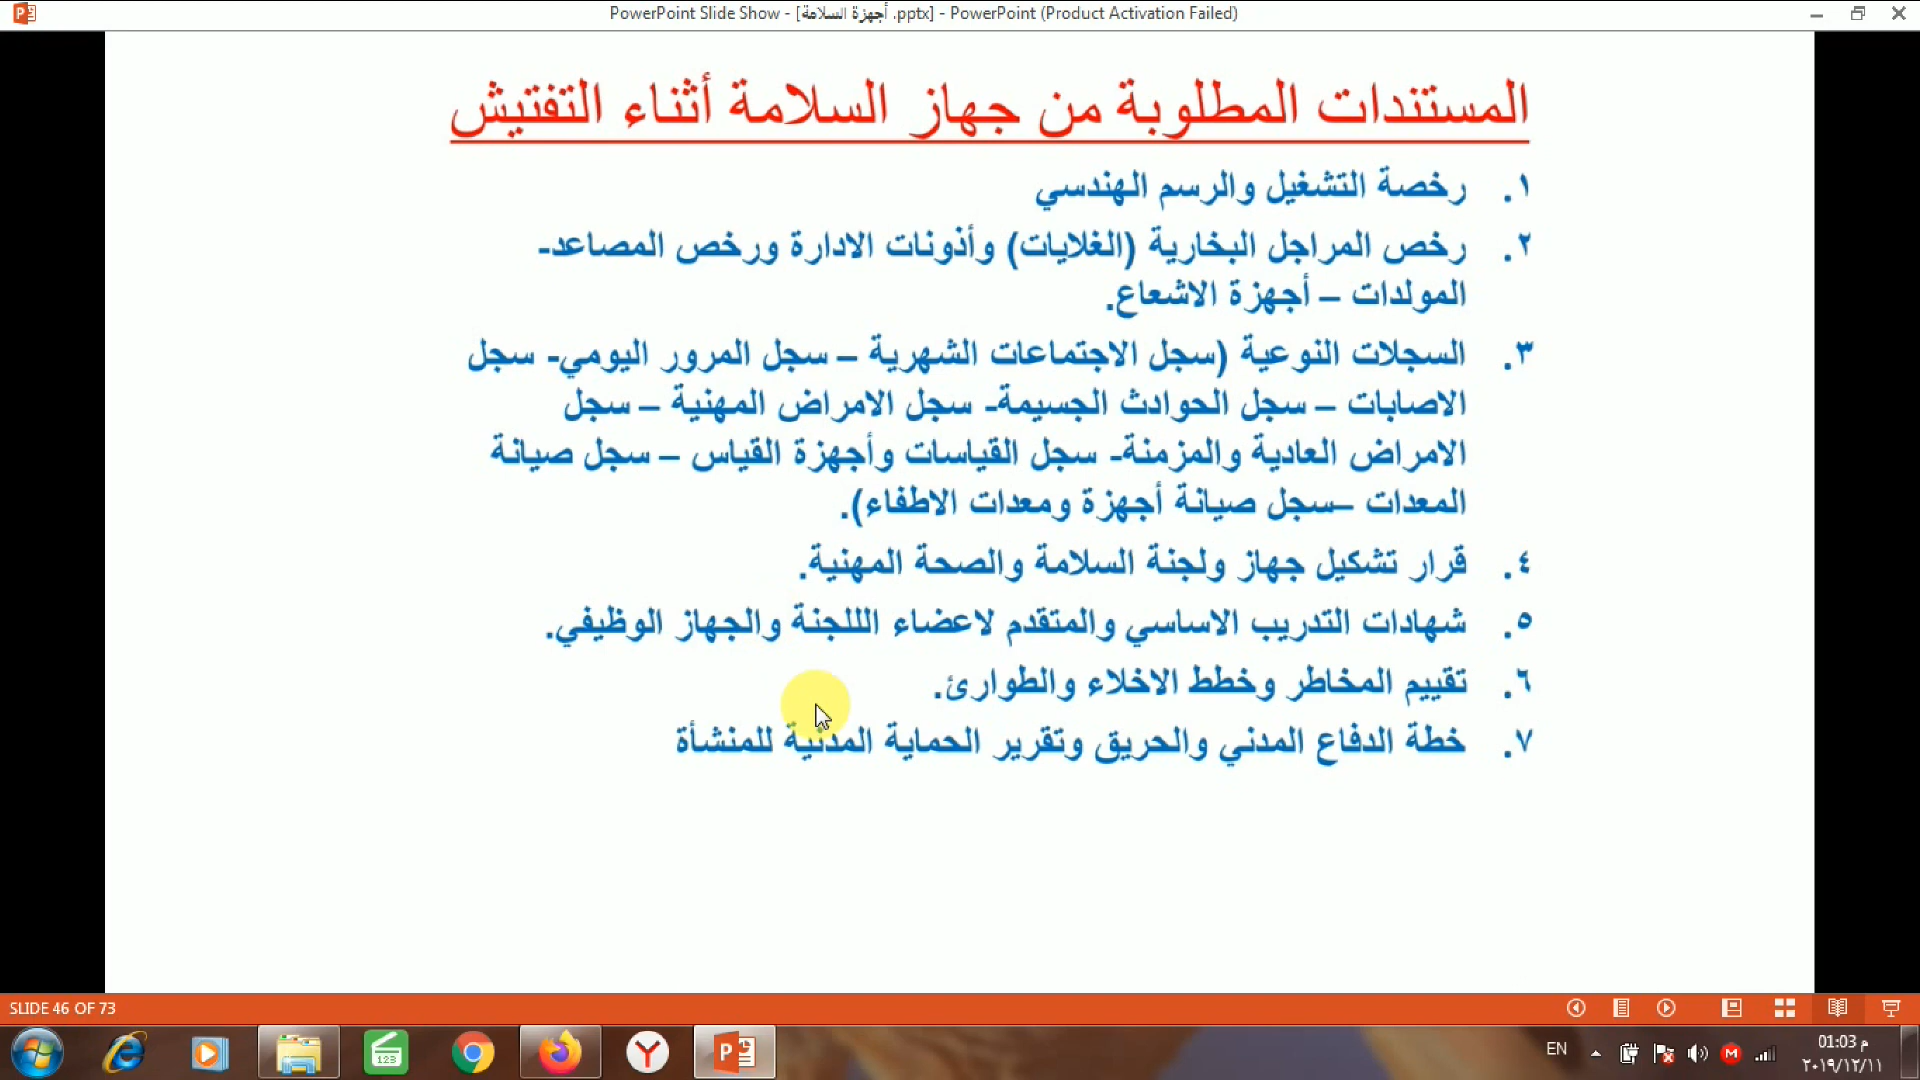 PowerPoint Slide Show - [أجهزة السلامة .pptx] - PowerPoint (Product Activation Failed)
المستندات المطلوبة من جهاز السلامة أثناء التفتيش
١. رخصة التشغيل والرسم الهندسي
٢. رخص المراجل البخارية (الغلايات) وأذونات الادارة ورخص المصاعد-
المولدات – أجهزة الاشعاع.
٣. السجلات النوعية (سجل الاجتماعات الشهرية – سجل المرور اليومي- سجل
الاصابات – سجل الحوادث الجسيمة- سجل الامراض المهنية – سجل
الامراض العادية والمزمنة- سجل القياسات وأجهزة القياس – سجل صيانة
المعدات –سجل صيانة أجهزة ومعدات الاطفاء).
٤. قرار تشكيل جهاز ولجنة السلامة والصحة المهنية.
٥. شهادات التدريب الاساسي والمتقدم لاعضاء الللجنة والجهاز الوظيفي.
٦. تقييم المخاطر وخطط الاخلاء والطوارئ.
٧. خطة الدفاع المدني والحريق وتقرير الحماية المدنية للمنشأة
SLIDE 46 OF 73
123
EN
01:03 م
٢٠١٩/١٢/١١